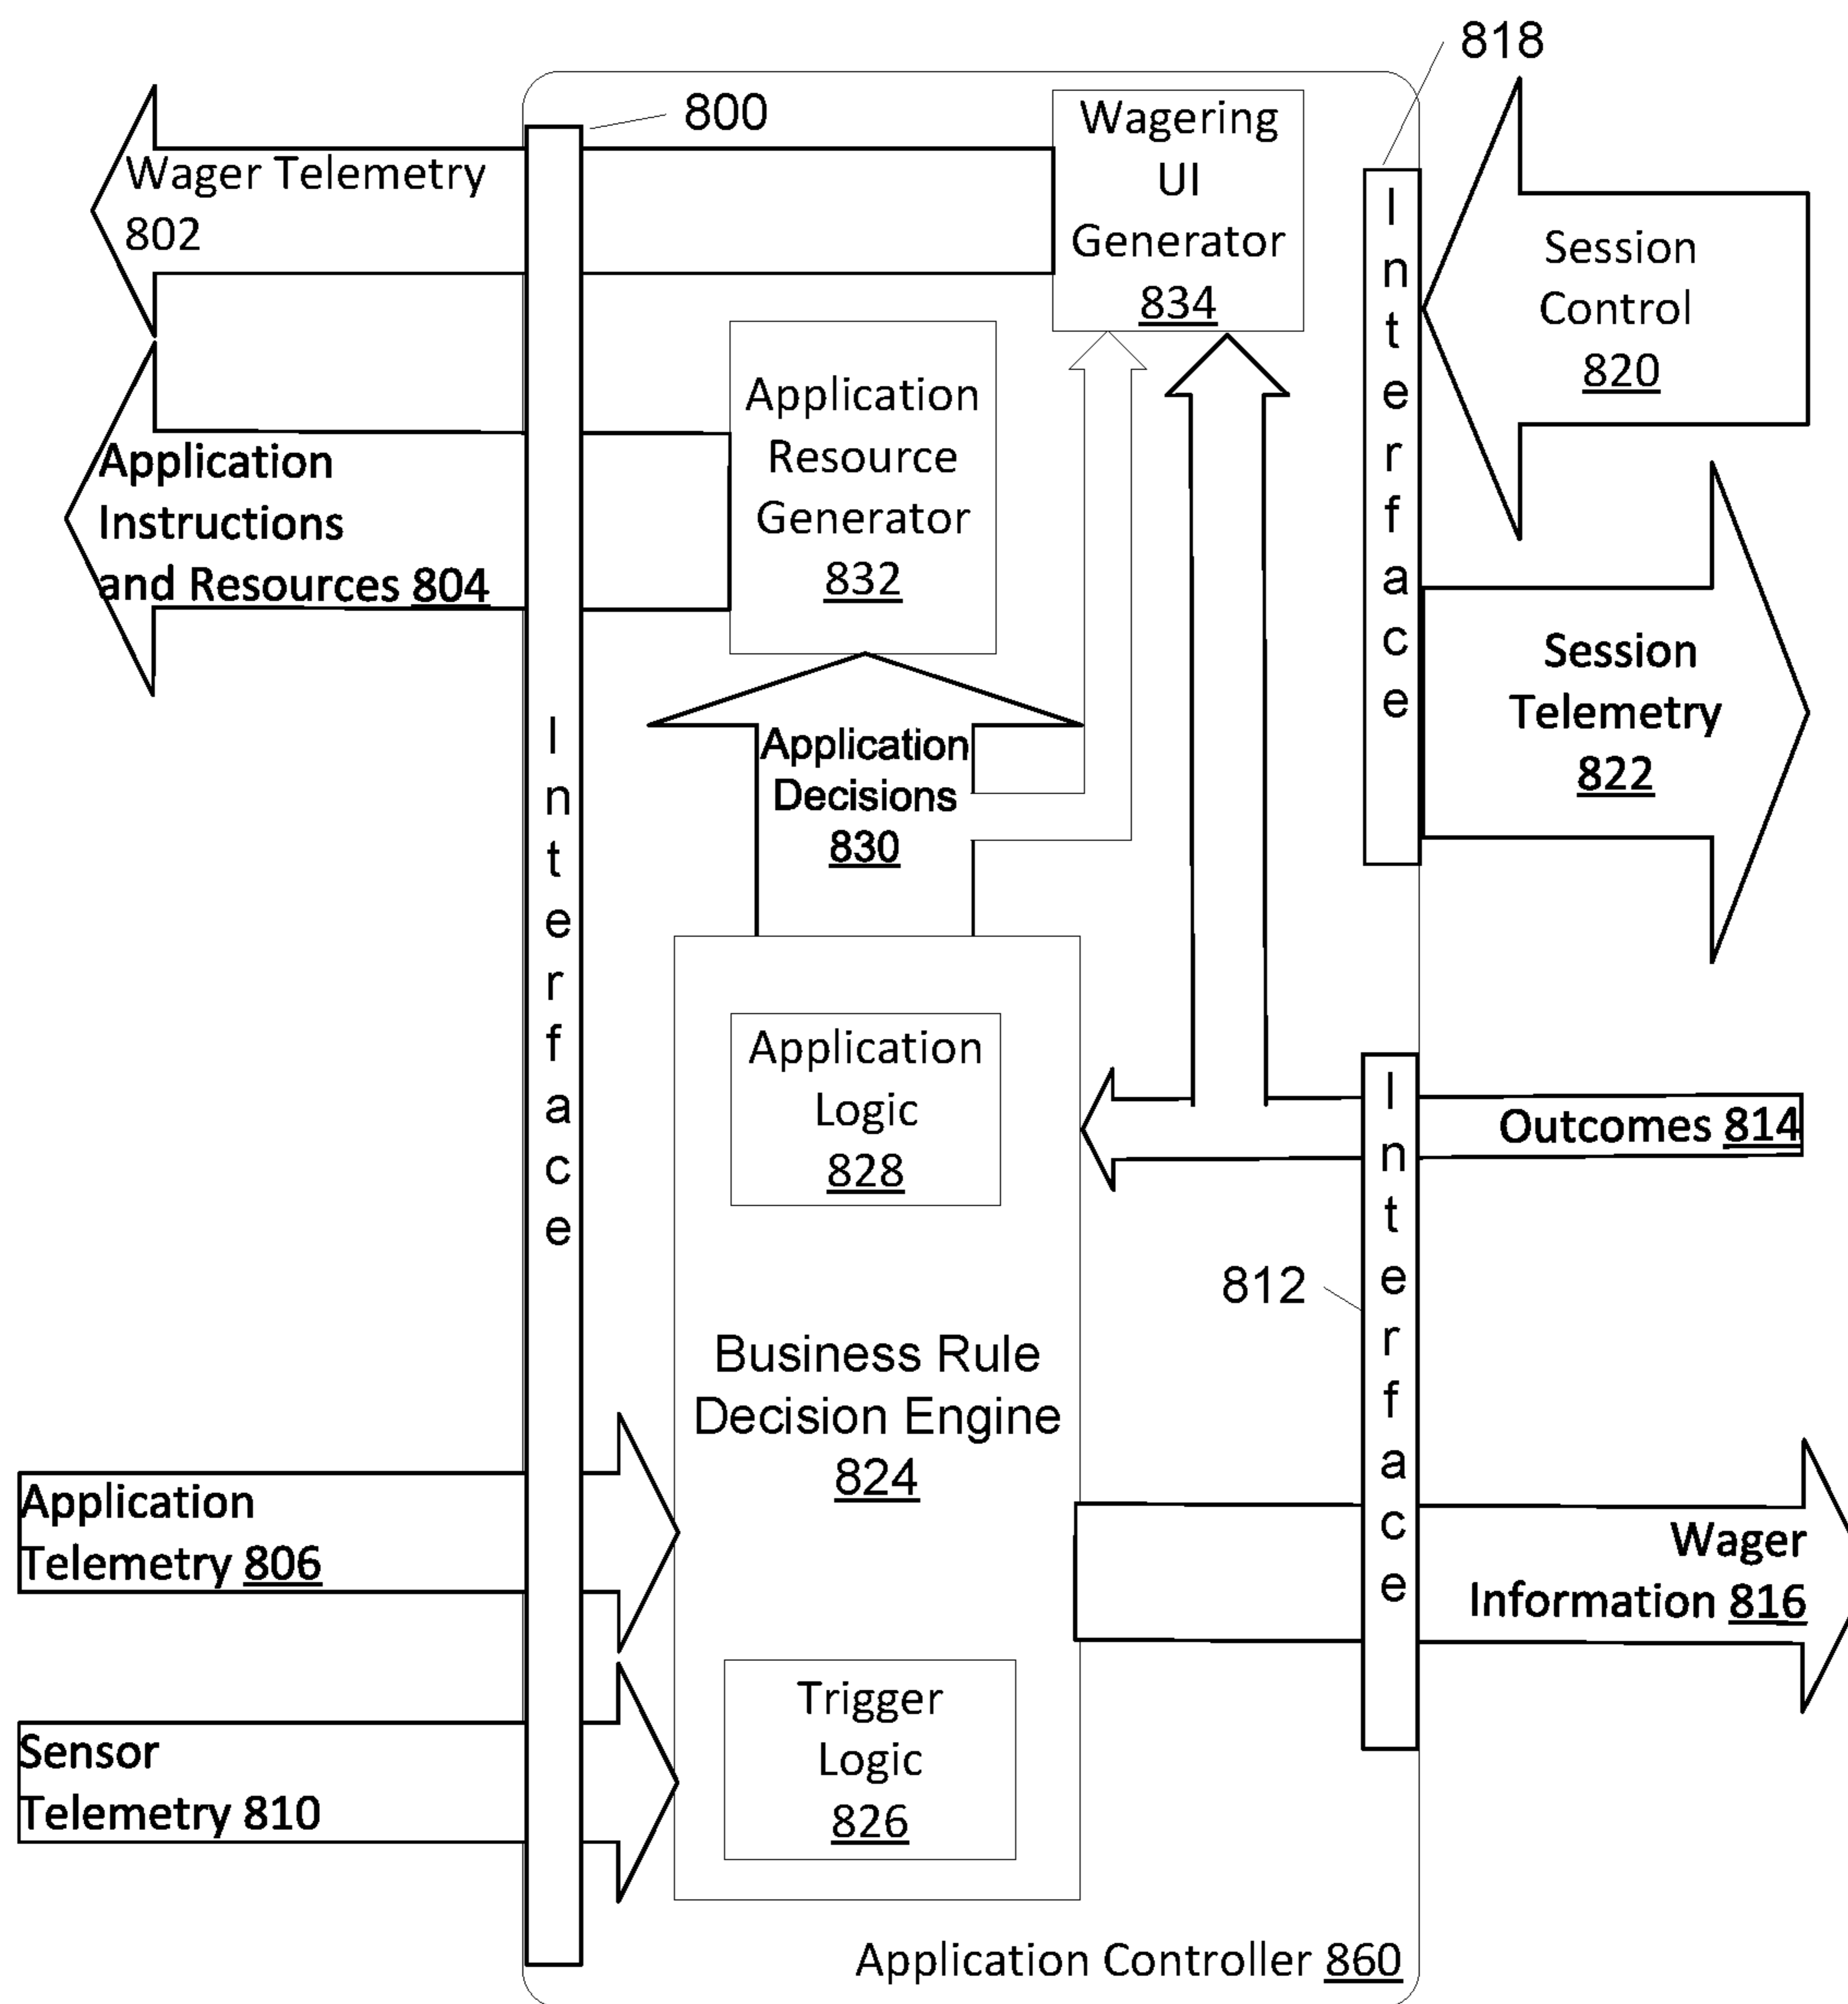 818
800
Wagering
UI
Generator
834
Wager Telemetry
802
Interface
Session
Control
820
Application
Resource
Generator
832
Application
Instructions
and Resources 804
Session
Telemetry
822
Interface
Application
Decisions
830
Application
Logic
828
Interface
Outcomes 814
812
Business Rule
Decision Engine
824
Application
Telemetry 806
Wager
Information 816
Trigger
Logic
826
Sensor
Telemetry 810
Application Controller 860